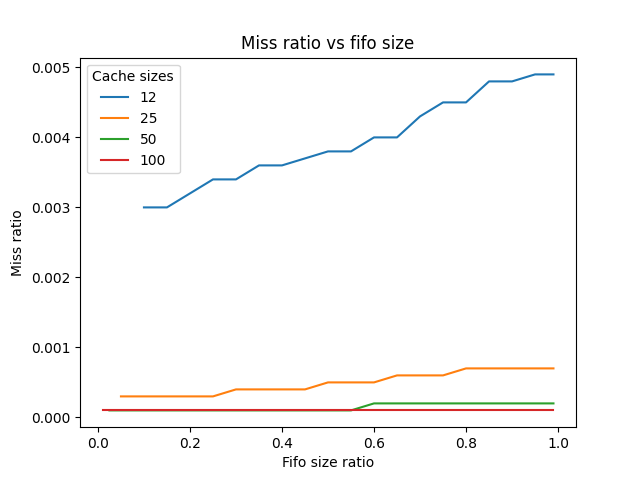 Miss ratio vs fifo size
Cache sizes
12
25
50
100
0.005
0.004
0.003
0.002
0.001
0.000
Miss ratio
0.0 0.2 0.4 0.6 0.8 1.0
Fifo size ratio